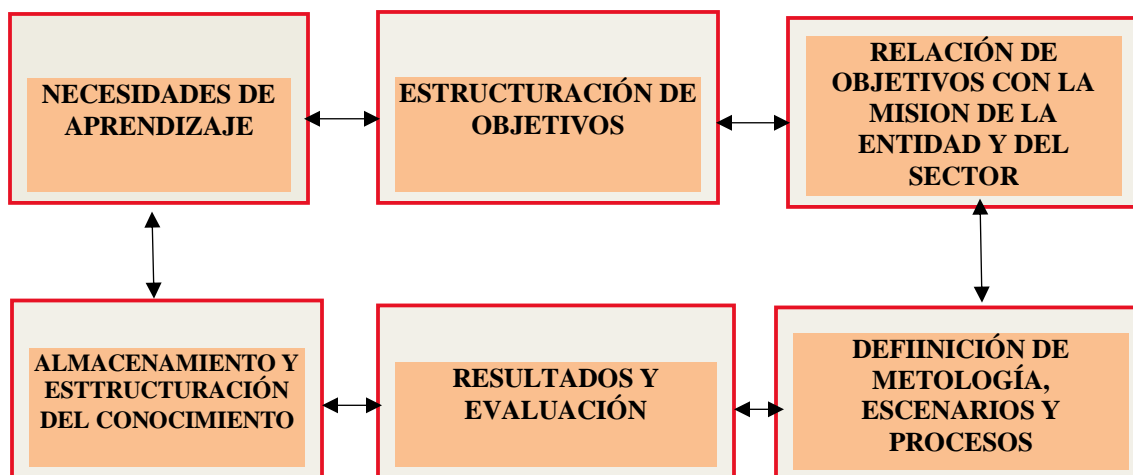 NECESIDADES DE
APRENDIZAJE
ESTRUCTURACIÓN DE
OBJETIVOS
RELACIÓN DE
OBJETIVOS CON LA
MISION DE LA
ENTIDAD Y DEL
SECTOR
ALMACENAMIENTO Y
ESTTRUCTURACIÓN
DEL CONOCIMIENTO
RESULTADOS Y
EVALUACIÓN
DEFIINICIÓN DE
METOLOGÍA,
ESCENARIOS Y
PROCESOS